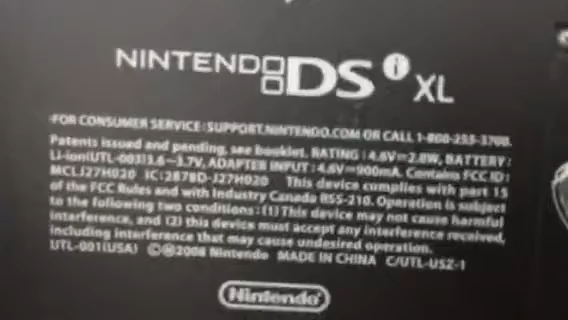 NINTENDO DSi XL
FOR CONSUMER SERVICE: SUPPORT.NINTENDO.COM OR CALL 1-800-255-3700.
Patents issued and pending, see booklet. RATING: 4.6V⎓2.8W, BATTERY:
Li-ion(UTL-003)3.6~3.7V, ADAPTER INPUT: 4.6V⎓900mA. Contains FCC ID:
MCLJ27H020 IC:2878D-J27H020 This device complies with part 15
of the FCC Rules and with Industry Canada RSS-210. Operation is subject
to the following two conditions: (1) This device may not cause harmful
interference, and (2) this device must accept any interference received,
including interference that may cause undesired operation.
UTL-001(USA) ©®2008 Nintendo MADE IN CHINA C/UTL-USZ-1
Nintendo